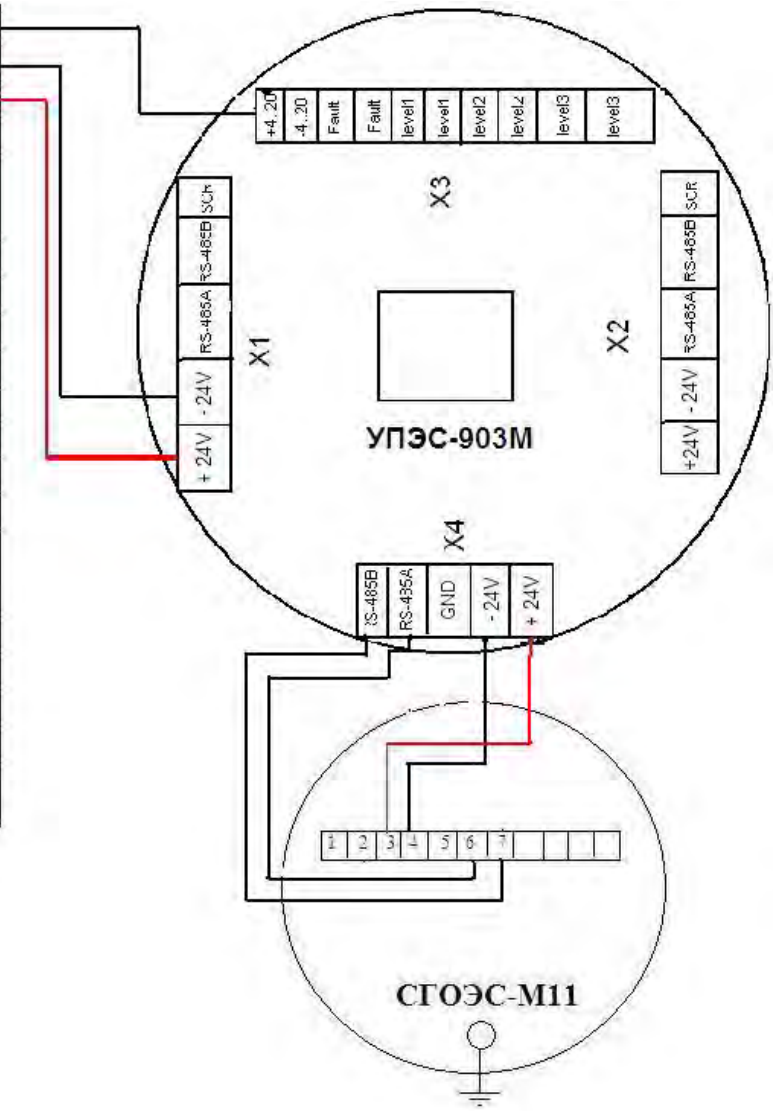 +4..20
-4..20
Fault
Fault
level1
level1
level2
level2
level3
level3
X3
SCR
RS-485B
RS-485A
- 24V
+ 24V
X1
SCR
RS-485B
RS-485A
- 24V
+24V
X2
УПЭС-903М
X4
RS-485B
RS-485A
GND
- 24V
+ 24V
1 2 3 4 5 6 7
СГОЭС-М11